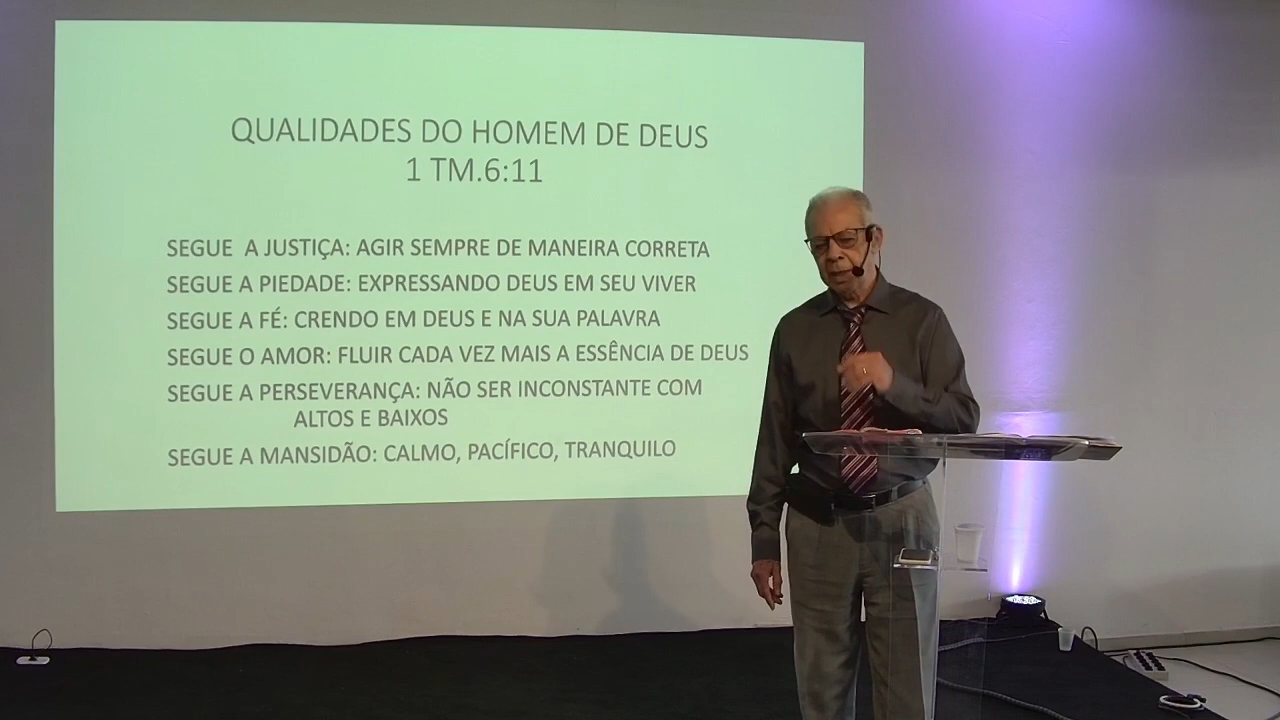 QUALIDADES DO HOMEM DE DEUS
1 TM.6:11
SEGUE A JUSTIÇA: AGIR SEMPRE DE MANEIRA CORRETA
SEGUE A PIEDADE: EXPRESSANDO DEUS EM SEU VIVER
SEGUE A FÉ: CRENDO EM DEUS E NA SUA PALAVRA
SEGUE O AMOR: FLUIR CADA VEZ MAIS A ESSÊNCIA DE DEUS
SEGUE A PERSEVERANÇA: NÃO SER INCONSTANTE COM
ALTOS E BAIXOS
SEGUE A MANSIDÃO: CALMO, PACÍFICO, TRANQUILO